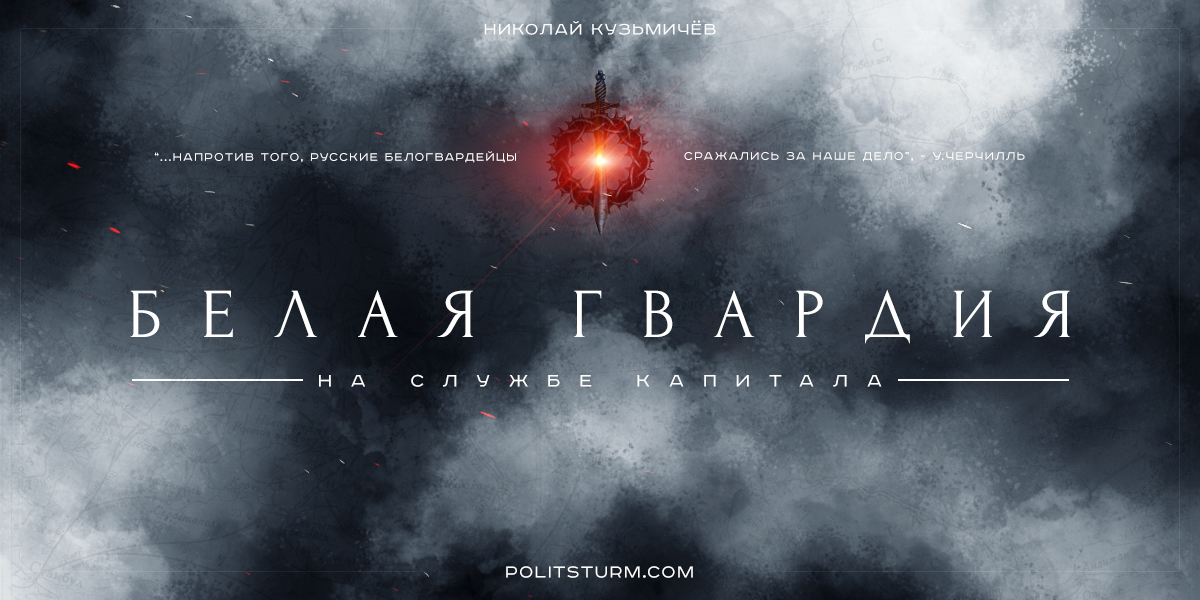 НИКОЛАЙ КУЗЬМИЧЁВ
“...НАПРОТИВ ТОГО, РУССКИЕ БЕЛОГВАРДЕЙЦЫ СРАЖАЛИСЬ ЗА НАШЕ ДЕЛО”, - У.ЧЕРЧИЛЛЬ
БЕЛАЯ ГВАРДИЯ
НА СЛУЖБЕ КАПИТАЛА
POLITSTURM.COM